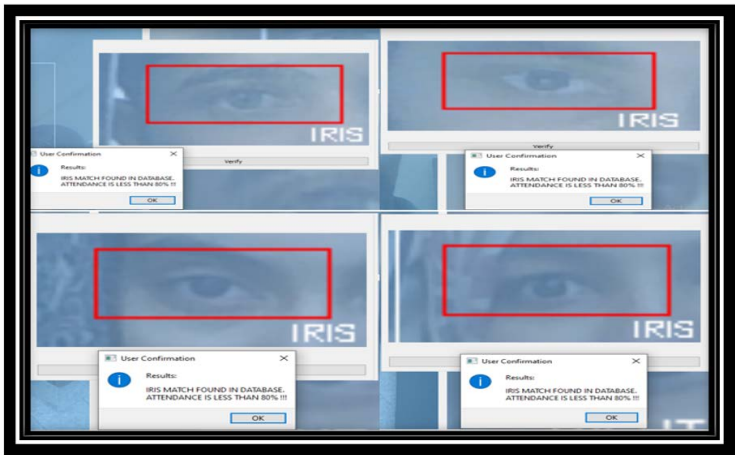 IRIS
Verify
User Confirmation
Results:
IRIS MATCH FOUND IN DATABASE.
ATTENDANCE IS LESS THAN 80% !!!
OK
IRIS
Verify
User Confirmation
Results:
IRIS MATCH FOUND IN DATABASE.
ATTENDANCE IS LESS THAN 80% !!!
OK
IRIS
User Confirmation
Results:
IRIS MATCH FOUND IN DATABASE.
ATTENDANCE IS LESS THAN 80% !!!
OK
IRIS
User Confirmation
Results:
IRIS MATCH FOUND IN DATABASE.
ATTENDANCE IS LESS THAN 80% !!!
OK